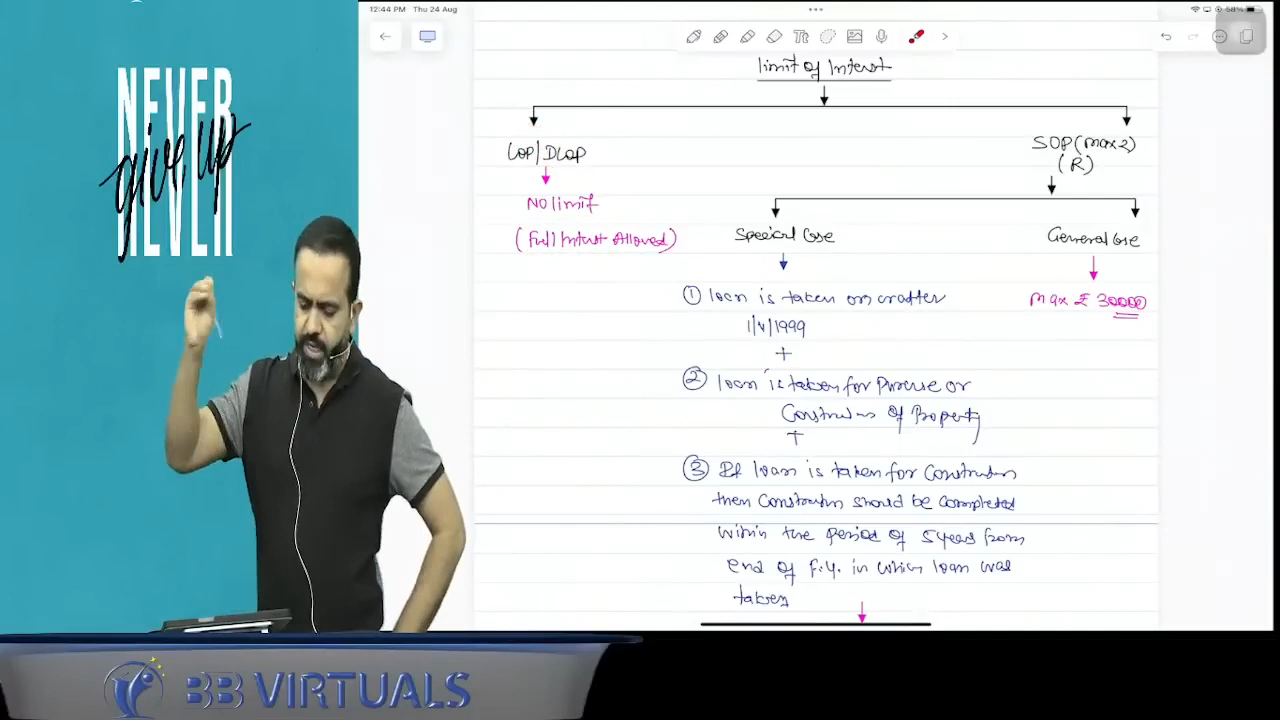 12:44 PM Thu 24 Aug
58%
NEVER
give up
NEVER
Limit of Interest
LOP/DLOP
SOP (max 2)
(R)
NO limit
(Full Interest Allowed)
Special Case
General Case
① loan is taken on or after
1/4/1999
Max ₹ 30000
+
② loan is taken for Purchase or
Construction of Property
+
③ If loan is taken for Construction
then Construction should be completed
within the period of 5 years from
end of F.Y. in which loan was
taken
BB VIRTUALS